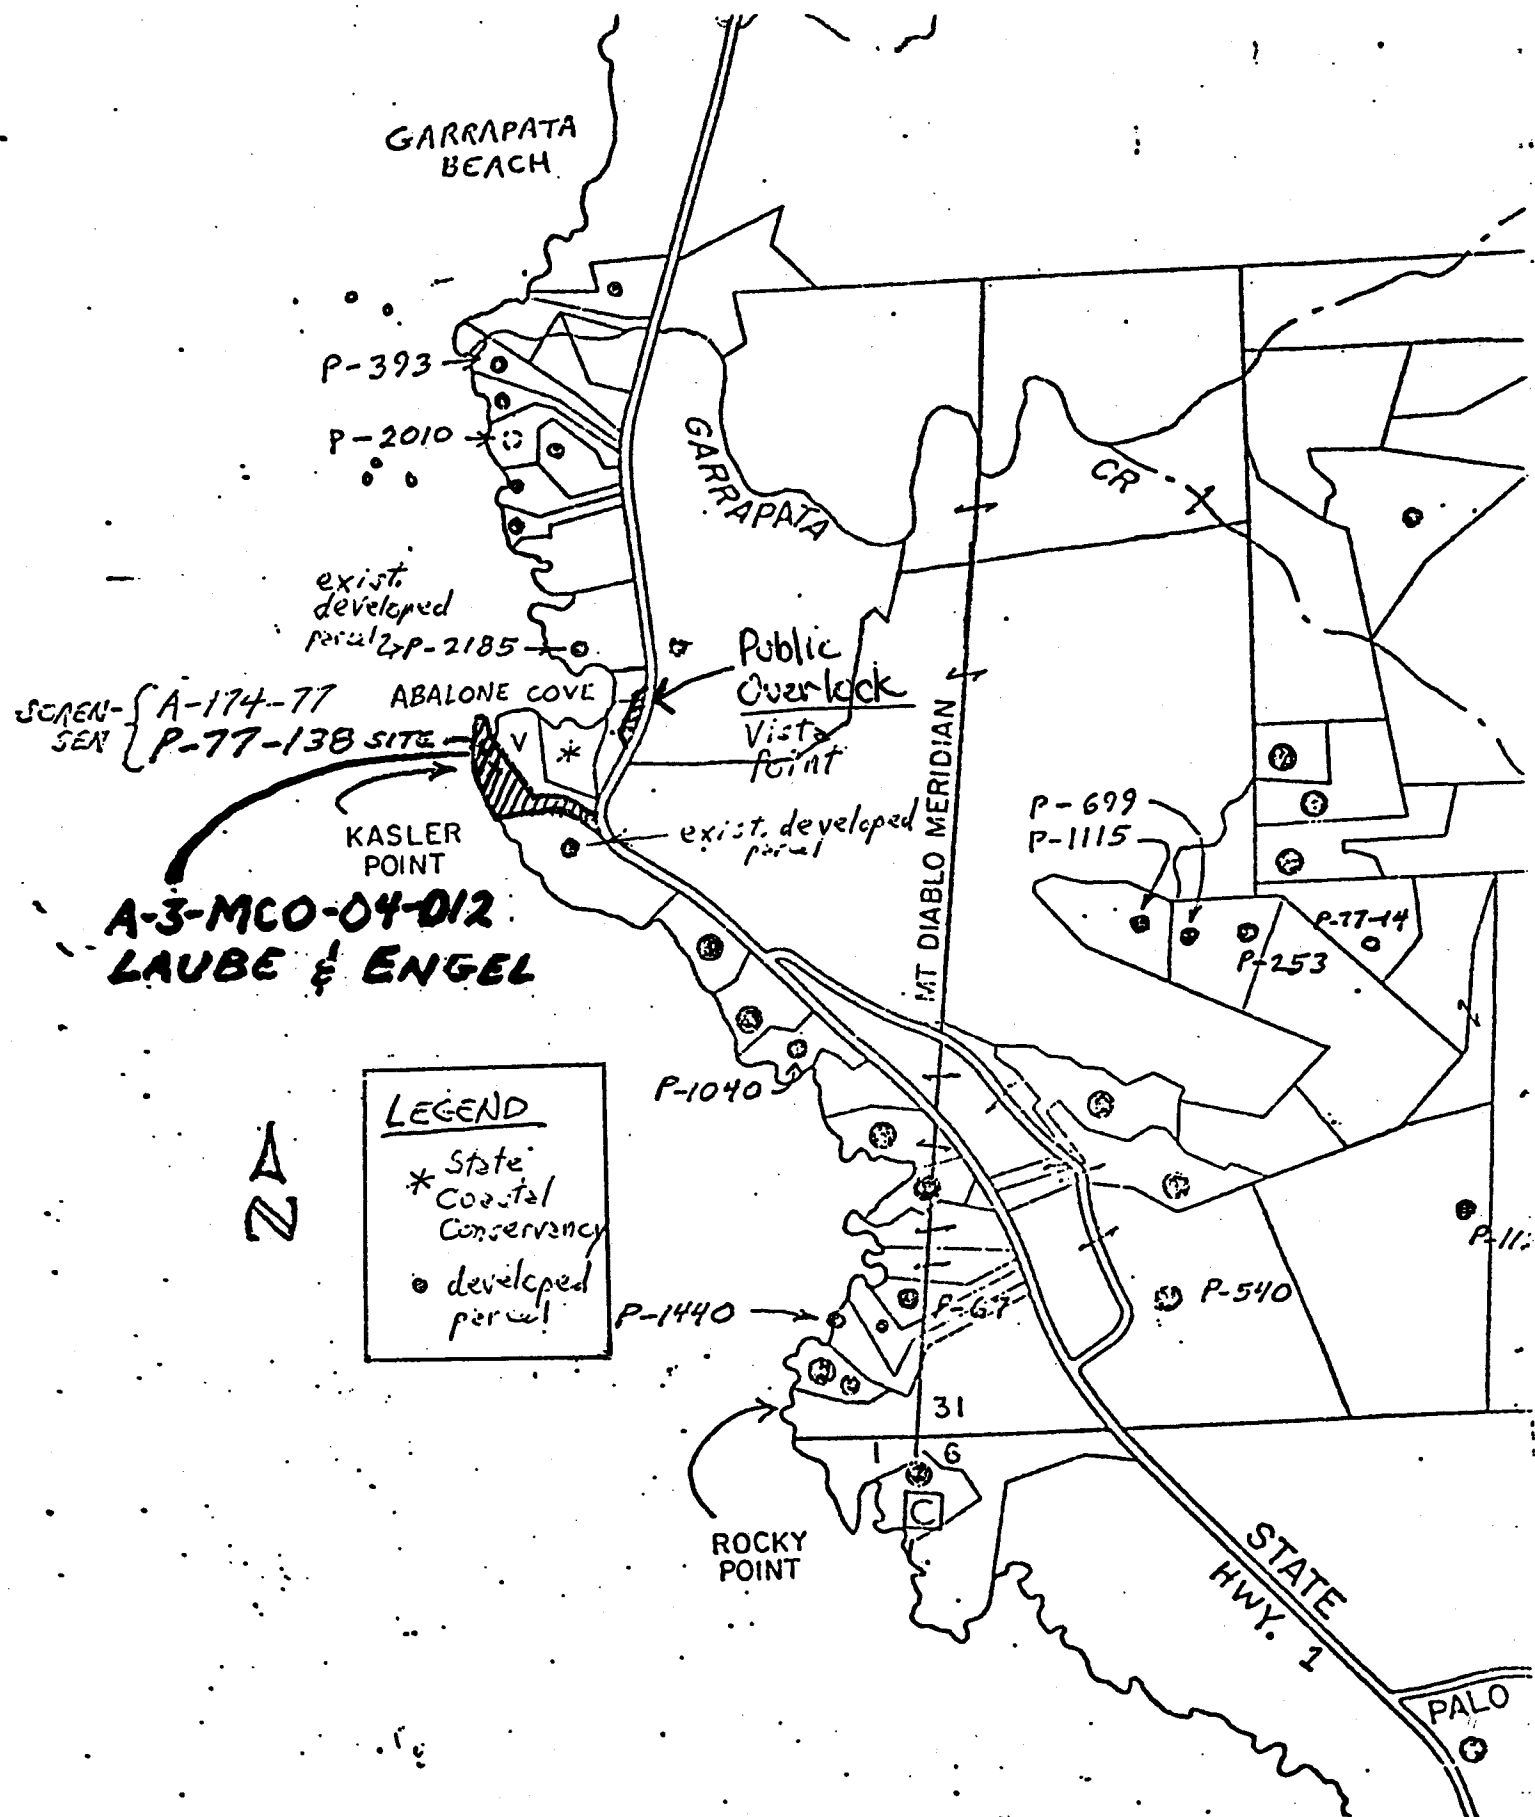 GARRAPATA
BEACH
P-393
P-2010
GARRAPATA
CR
exist.
developed
P-2185
Public
Overlook
Vista
Point
ABALONE COVE
SOREN-
SEN
A-174-77
P-77-138 SITE
V
*
KASLER
POINT
exist. developed
parcel
A-3-MCO-04-012
LAUBE & ENGEL
MT DIABLO MERIDIAN
P-699
P-1115
P-77-14
P-253
P-1040
LEGEND
* State
Coastal
Conservancy
developed
parcel
N
P-1440
P-67
P-540
31
1 6
C
ROCKY
POINT
STATE
HWY. 1
PALO